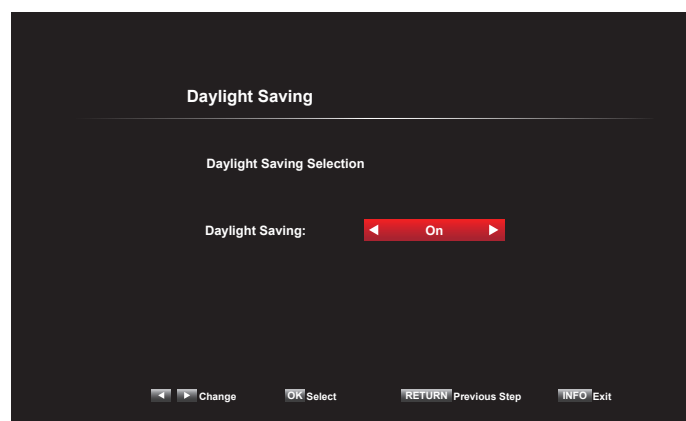 Daylight Saving
Daylight Saving Selection
Daylight Saving: On
Change OK Select RETURN Previous Step INFO Exit